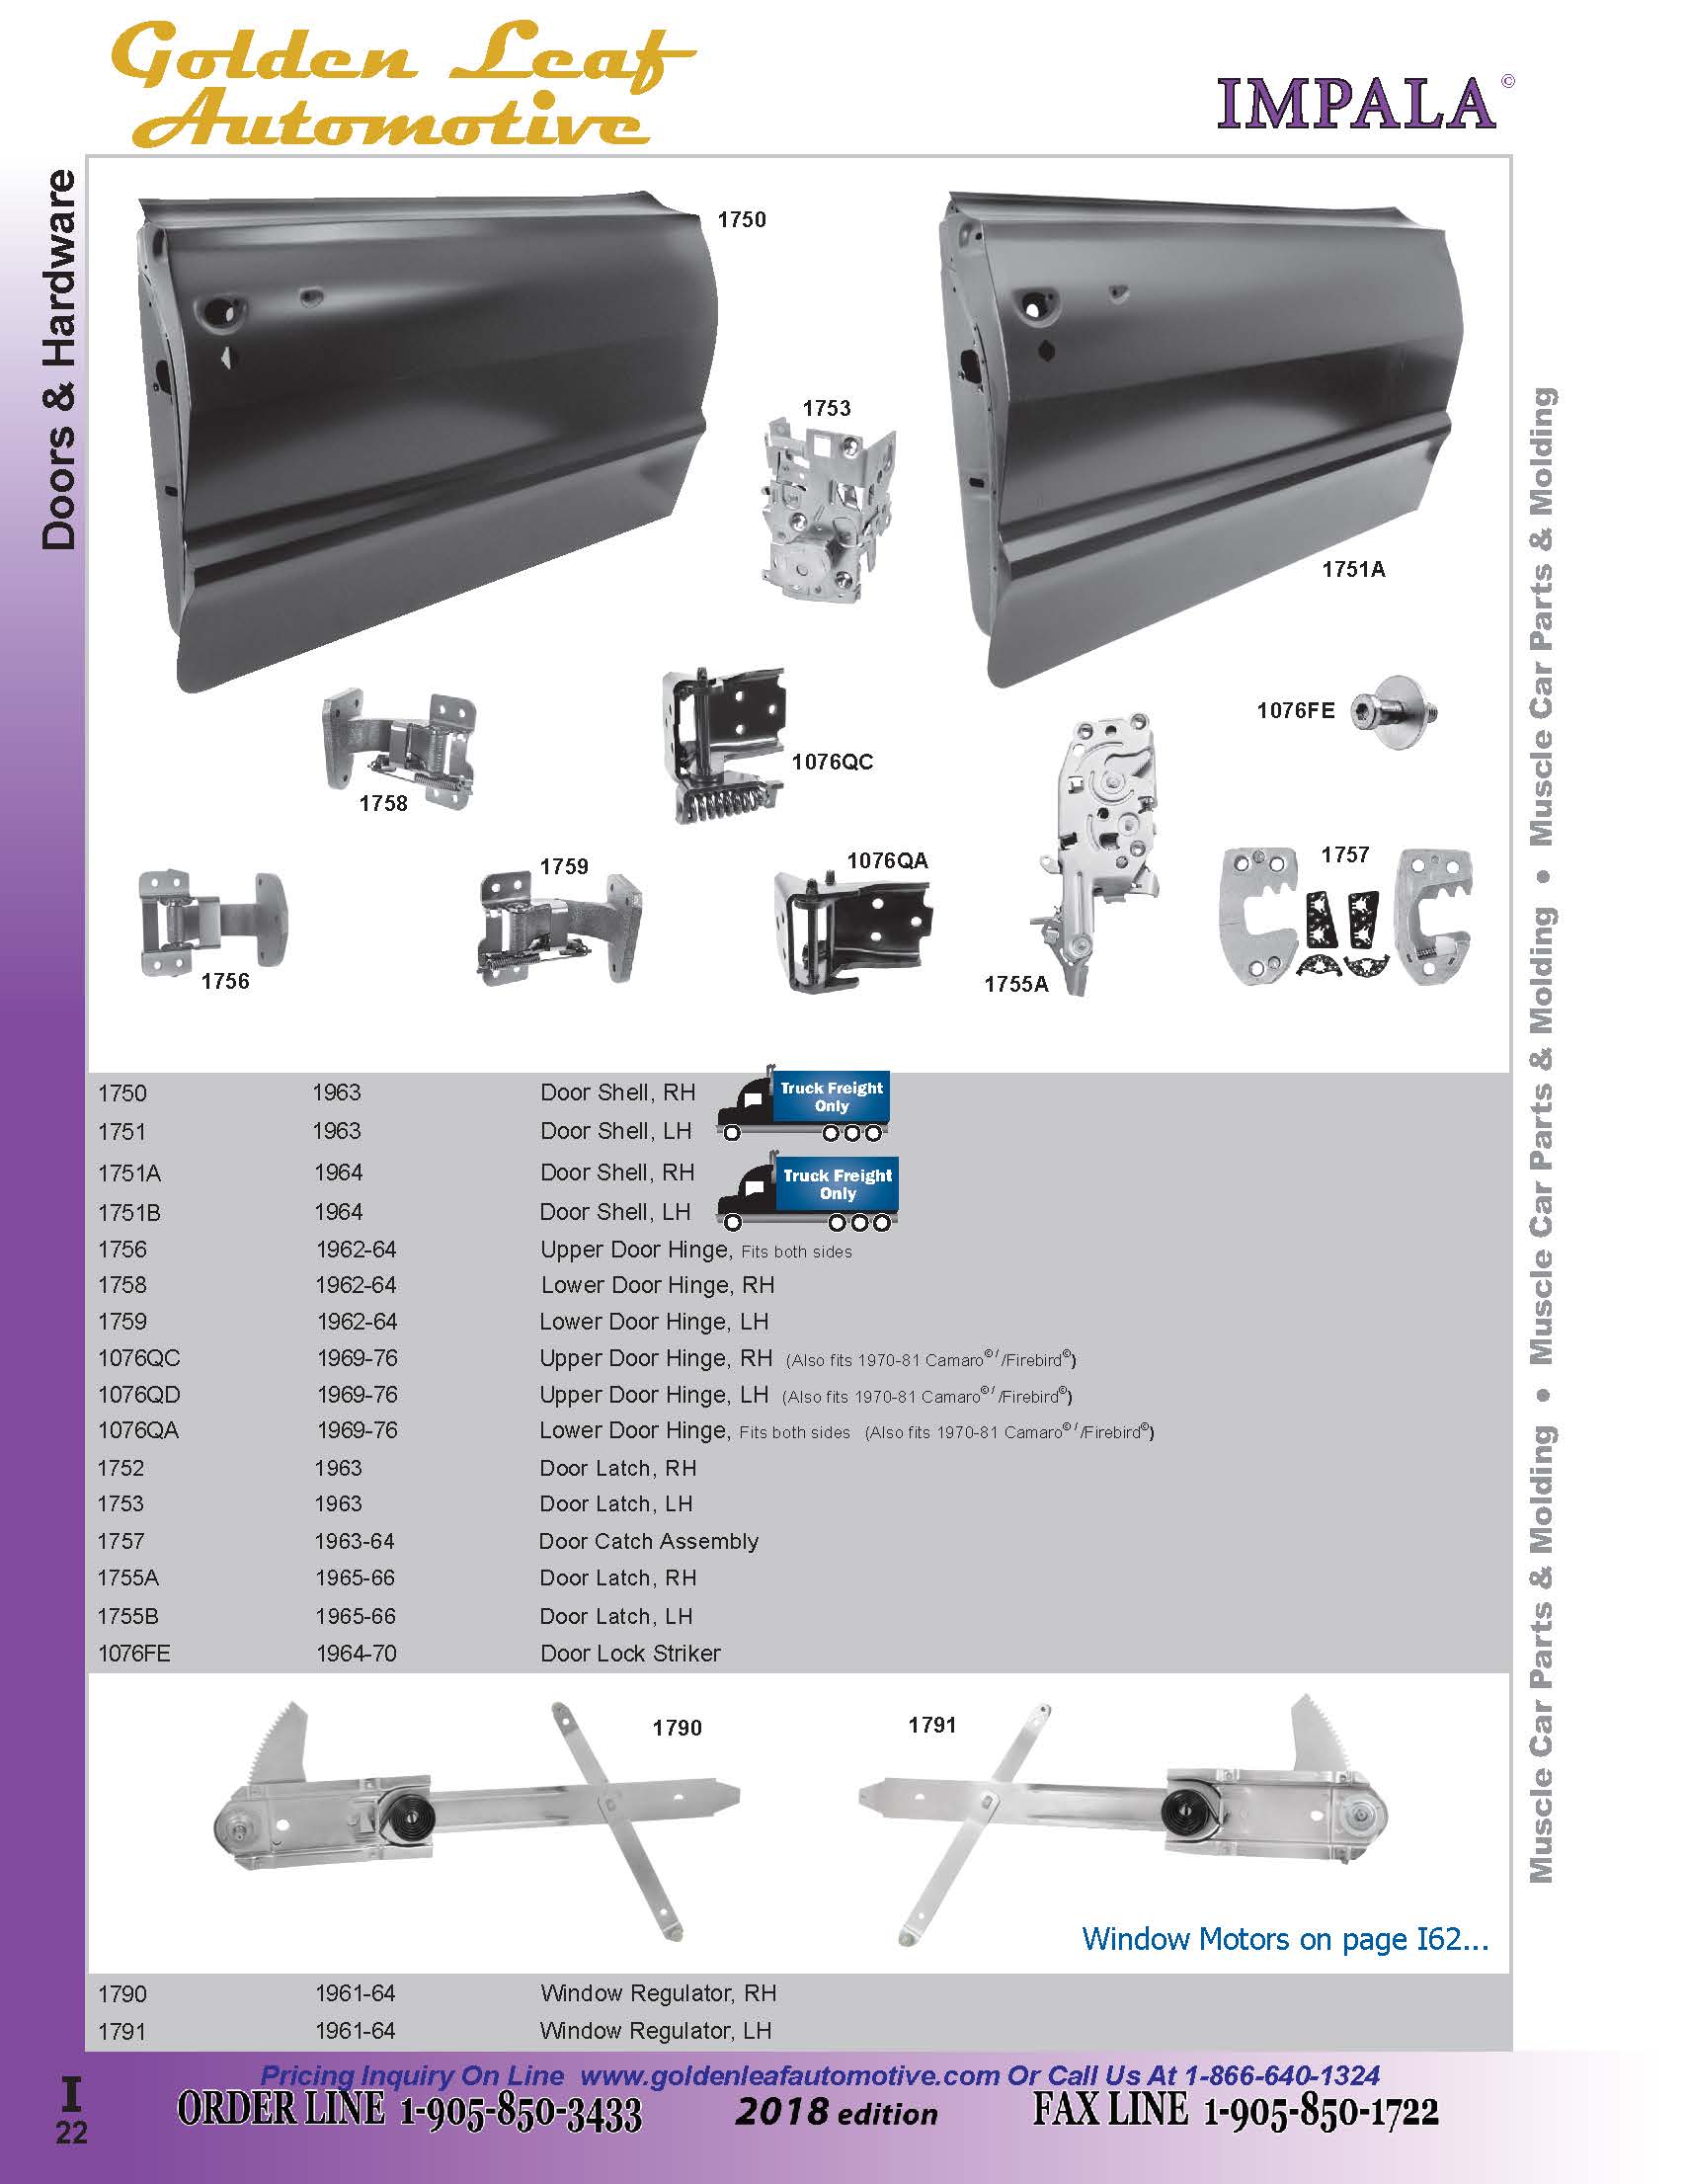 Golden Leaf
Automotive
IMPALA©
Doors & Hardware
1750
1753
1751A
1076FE
1076QC
1758
1757
1759
1076QA
1756
1755A
1750 1963 Door Shell, RH
Truck Freight
Only
1751 1963 Door Shell, LH
1751A 1964 Door Shell, RH
Truck Freight
Only
1751B 1964 Door Shell, LH
1756 1962-64 Upper Door Hinge, Fits both sides
1758 1962-64 Lower Door Hinge, RH
1759 1962-64 Lower Door Hinge, LH
1076QC 1969-76 Upper Door Hinge, RH (Also fits 1970-81 Camaro©//Firebird©)
1076QD 1969-76 Upper Door Hinge, LH (Also fits 1970-81 Camaro©//Firebird©)
1076QA 1969-76 Lower Door Hinge, Fits both sides (Also fits 1970-81 Camaro©//Firebird©)
1752 1963 Door Latch, RH
1753 1963 Door Latch, LH
1757 1963-64 Door Catch Assembly
1755A 1965-66 Door Latch, RH
1755B 1965-66 Door Latch, LH
1076FE 1964-70 Door Lock Striker
1790
1791
Window Motors on page I62...
1790 1961-64 Window Regulator, RH
1791 1961-64 Window Regulator, LH
Muscle Car Parts & Molding • Muscle Car Parts & Molding • Muscle Car Parts & Molding
Pricing Inquiry On Line www.goldenleafautomotive.com Or Call Us At 1-866-640-1324
I
22
ORDER LINE 1-905-850-3433 2018 edition FAX LINE 1-905-850-1722